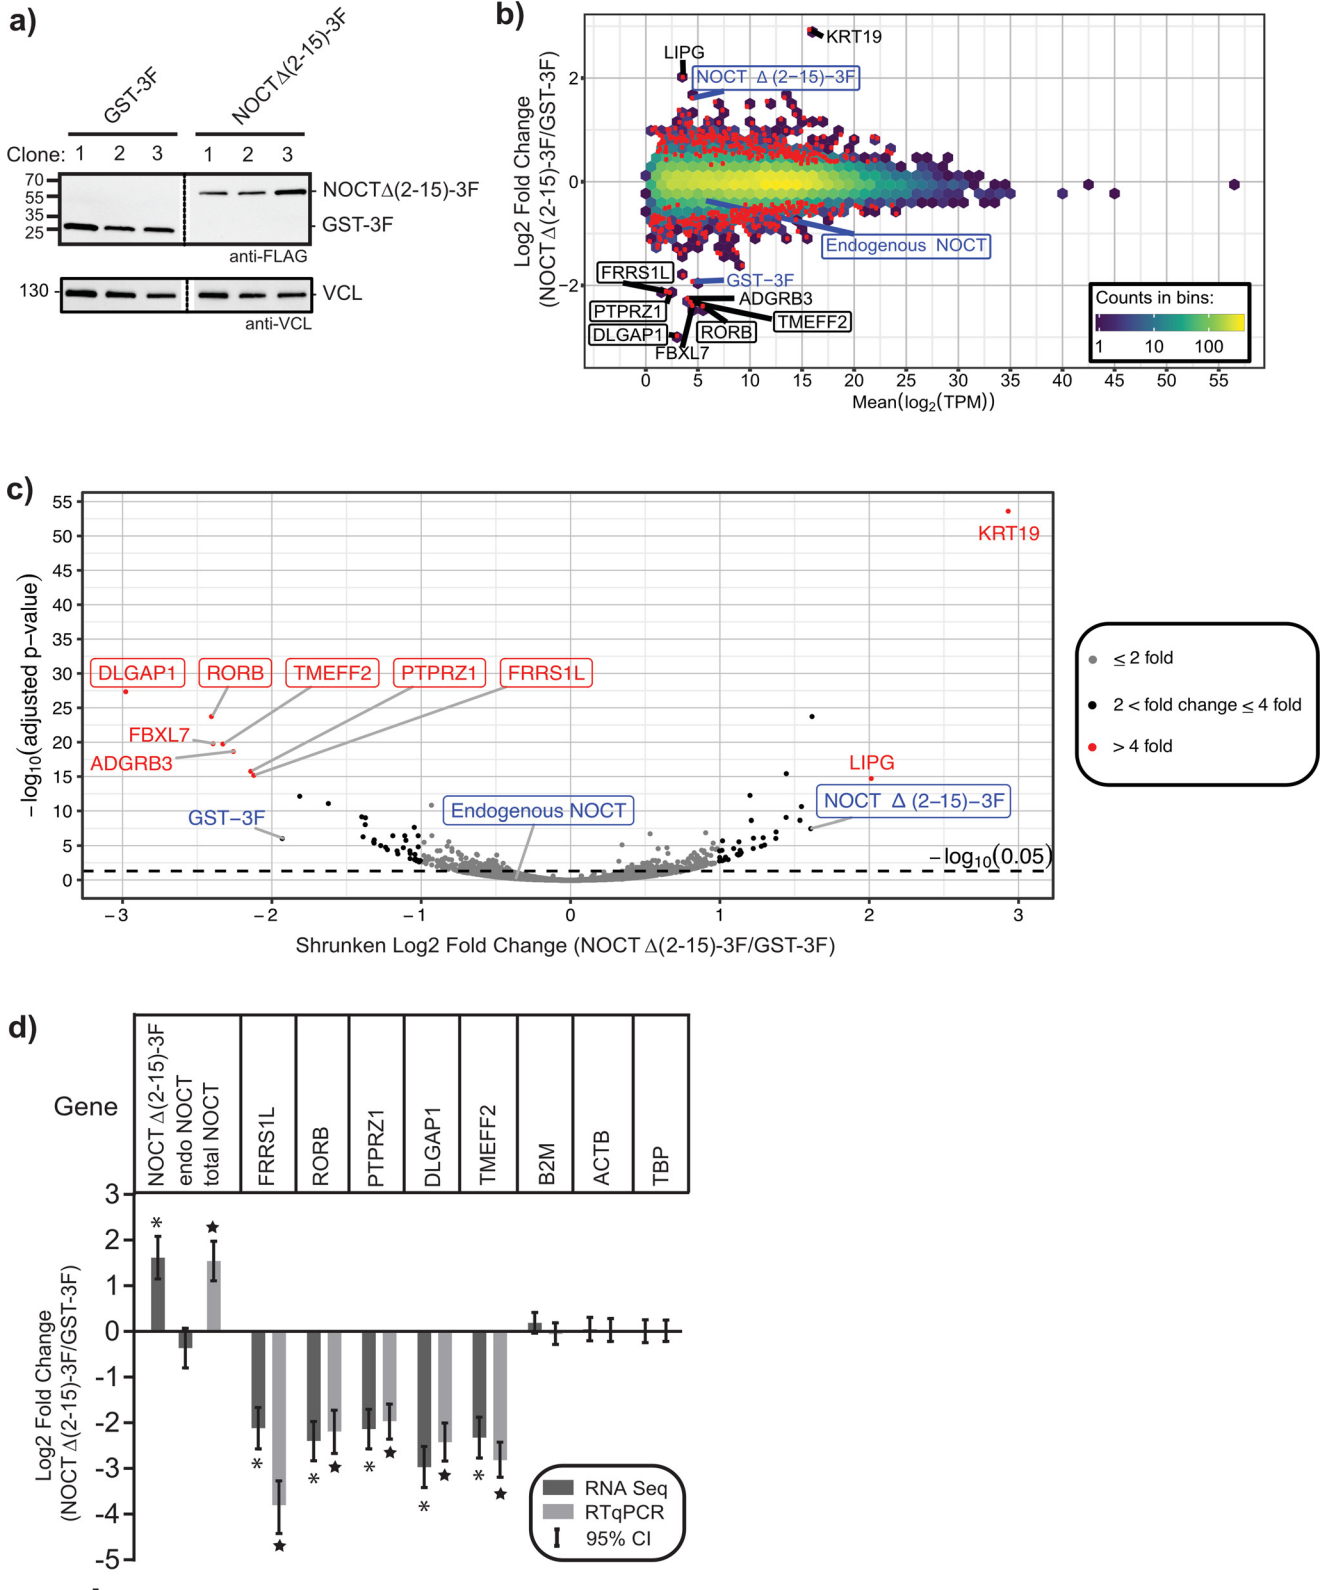 a)
GST-3F
NOCTΔ(2-15)-3F
Clone: 1 2 3 1 2 3
70
55
35
25
NOCTΔ(2-15)-3F
GST-3F
anti-FLAG
130
VCL
anti-VCL
b)
Log2 Fold Change
(NOCT Δ(2-15)-3F/GST-3F)
2
0
−2
KRT19
LIPG
NOCT Δ (2−15)−3F
Endogenous NOCT
FRRS1L
GST−3F
PTPRZ1
ADGRB3
TMEFF2
DLGAP1
RORB
FBXL7
Counts in bins:
1 10 100
0 5 10 15 20 25 30 35 40 45 50 55
Mean(log2(TPM))
c)
−log10(adjusted p−value)
55
50
45
40
35
30
25
20
15
10
5
0
KRT19
DLGAP1 RORB TMEFF2 PTPRZ1 FRRS1L
FBXL7
ADGRB3
LIPG
GST−3F
Endogenous NOCT
NOCT Δ (2−15)−3F
−log10(0.05)
−3 −2 −1 0 1 2 3
Shrunken Log2 Fold Change (NOCT Δ(2-15)-3F/GST-3F)
≤ 2 fold
2 < fold change ≤ 4 fold
> 4 fold
d)
Gene
NOCT Δ(2-15)-3F
endo NOCT
total NOCT
FRRS1L
RORB
PTPRZ1
DLGAP1
TMEFF2
B2M
ACTB
TBP
Log2 Fold Change
(NOCT Δ(2-15)-3F/GST-3F)
3
2
1
0
-1
-2
-3
-4
-5
* ★
* ★ * ★ * ★ * ★ * ★
RNA Seq
RTqPCR
95% CI